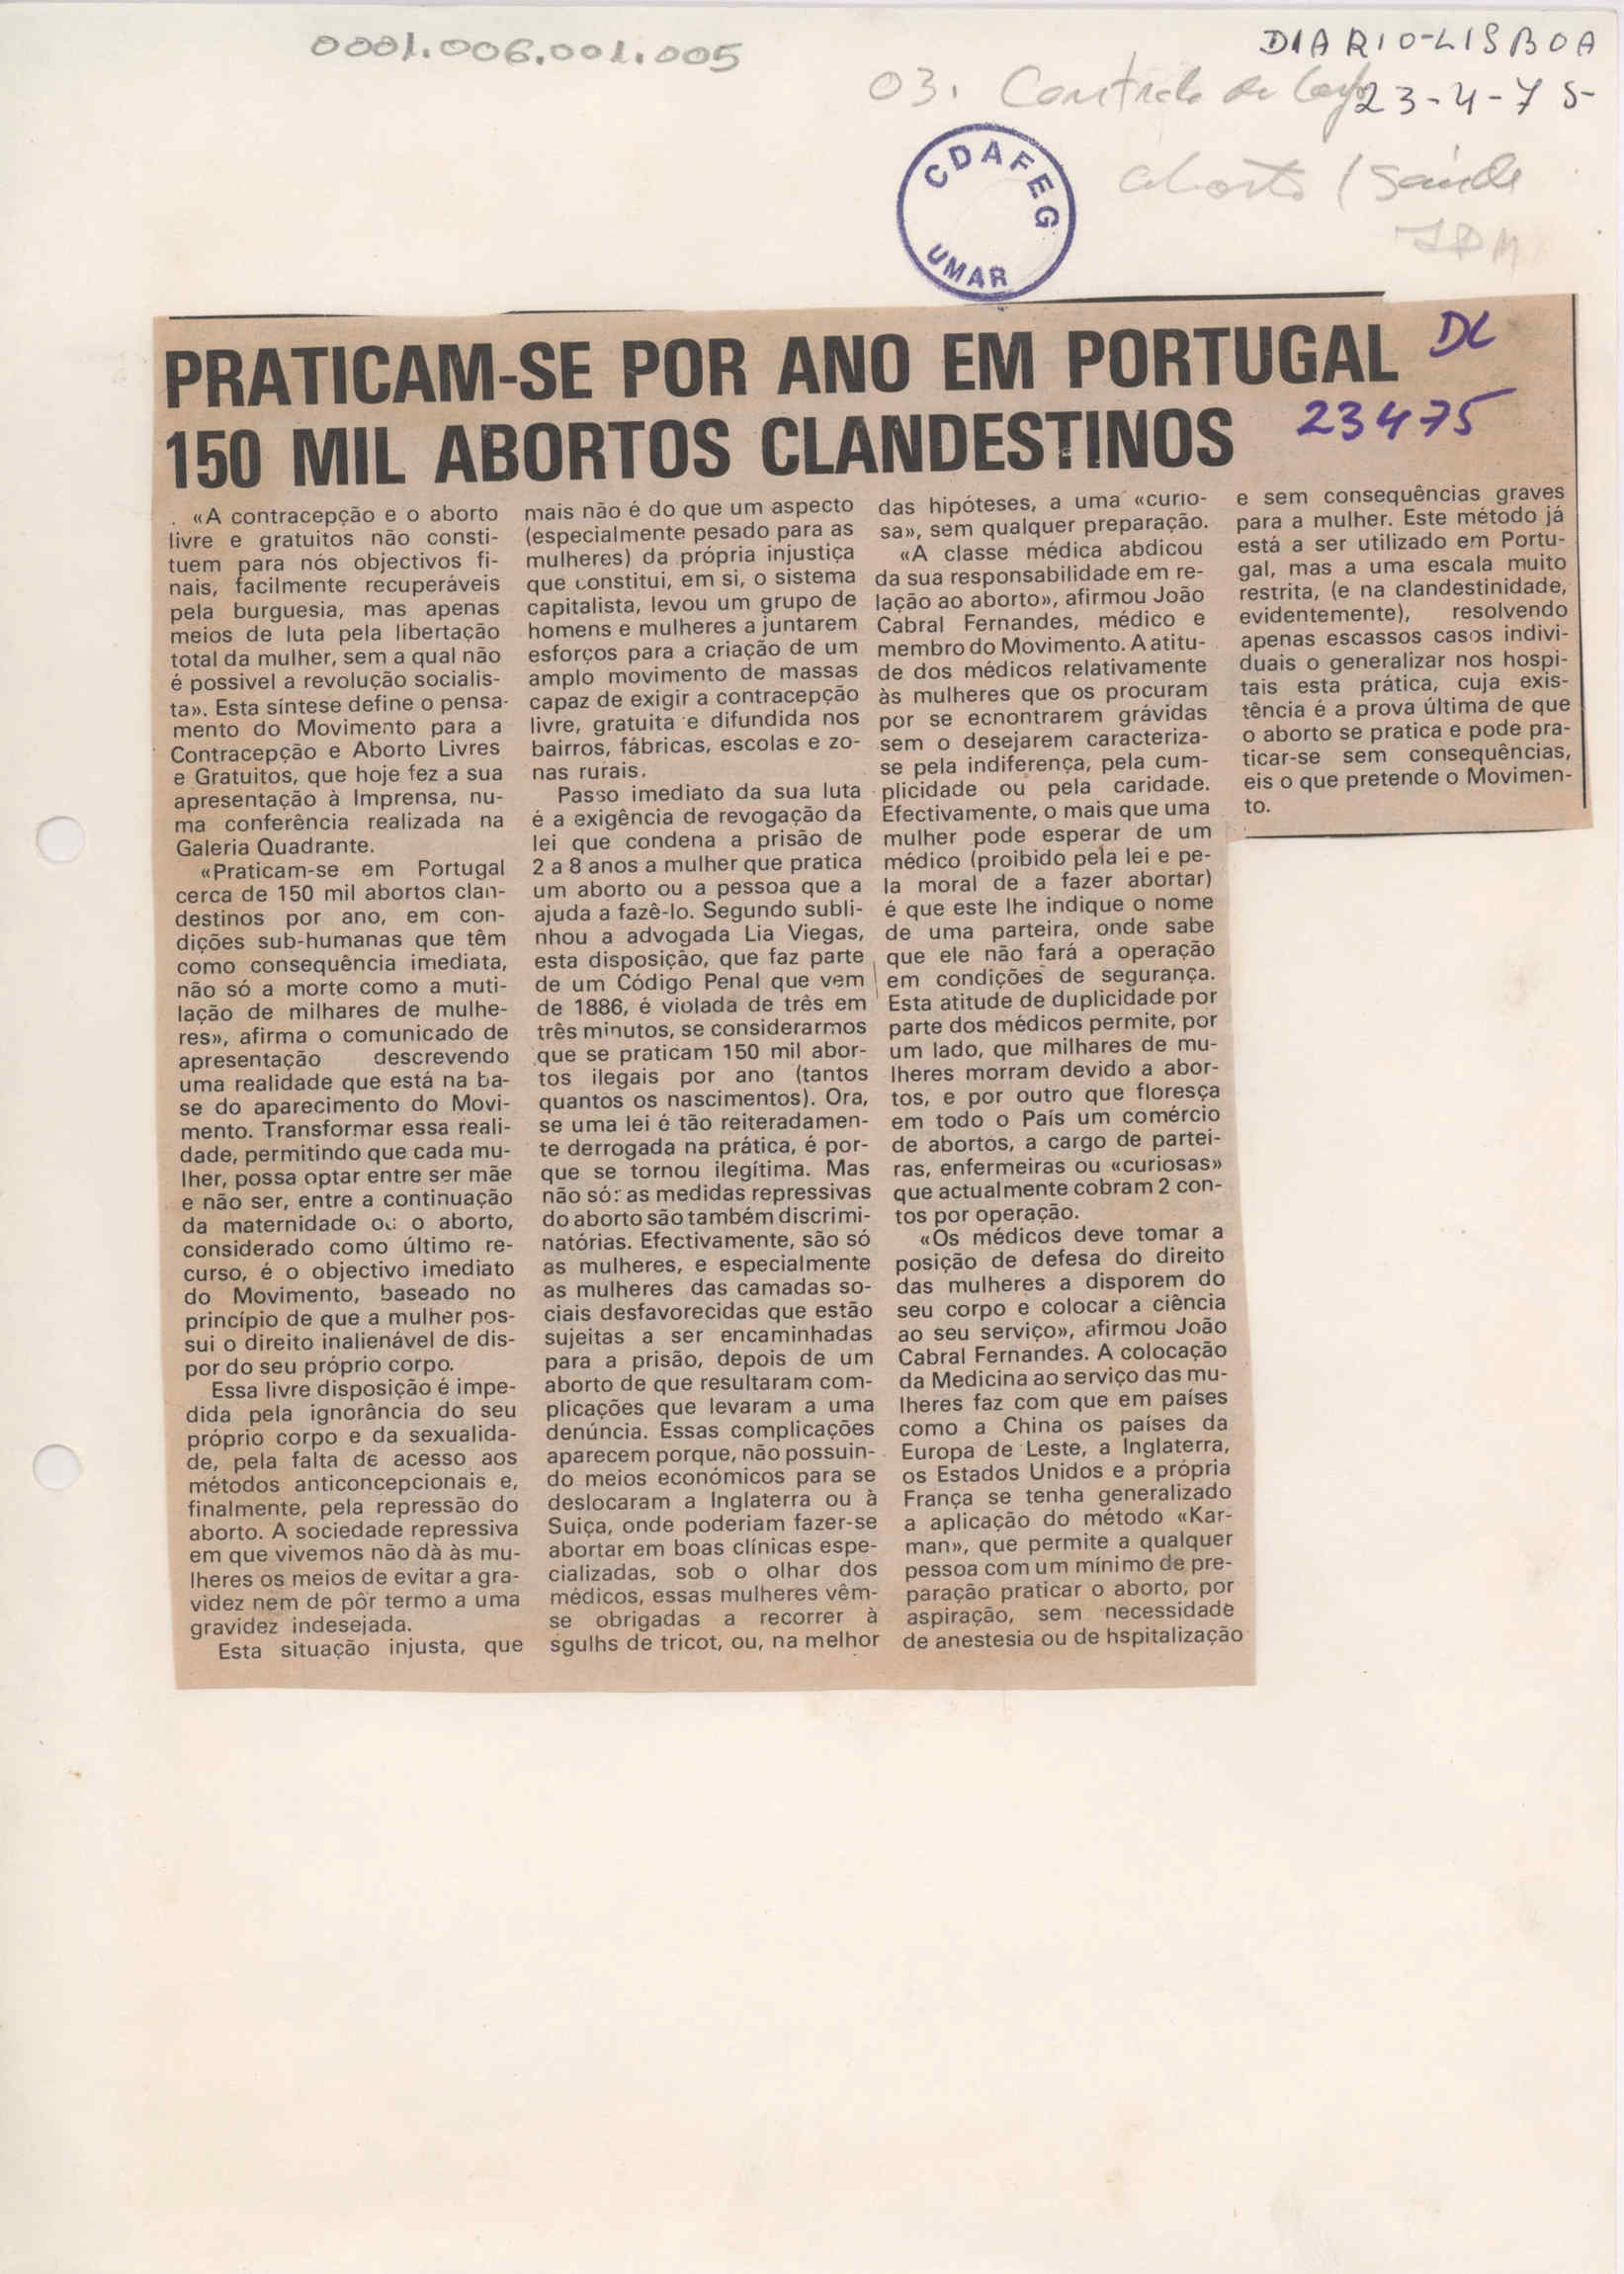 0001.006.001.005
DIARIO-LISBOA
23-4-75
03. Controle do
aborto / saúde
CDAFEG
UMAR
PRATICAM-SE POR ANO EM PORTUGAL
150 MIL ABORTOS CLANDESTINOS
DL
23475
«A contracepção e o aborto
livre e gratuitos não consti-
tuem para nós objectivos fi-
nais, facilmente recuperáveis
pela burguesia, mas apenas
meios de luta pela libertação
total da mulher, sem a qual não
é possivel a revolução socialis-
ta». Esta síntese define o pensa-
mento do Movimento para a
Contracepção e Aborto Livres
e Gratuitos, que hoje fez a sua
apresentação à Imprensa, nu-
ma conferência realizada na
Galeria Quadrante.
«Praticam-se em Portugal
cerca de 150 mil abortos clan-
destinos por ano, em con-
dições sub-humanas que têm
como consequência imediata,
não só a morte como a muti-
lação de milhares de mulhe-
res», afirma o comunicado de
apresentação descrevendo
uma realidade que está na ba-
se do aparecimento do Movi-
mento. Transformar essa reali-
dade, permitindo que cada mu-
lher, possa optar entre ser mãe
e não ser, entre a continuação
da maternidade ou o aborto,
considerado como último re-
curso, é o objectivo imediato
do Movimento, baseado no
princípio de que a mulher pos-
sui o direito inalienável de dis-
por do seu próprio corpo.
Essa livre disposição é impe-
dida pela ignorância do seu
próprio corpo e da sexualida-
de, pela falta de acesso aos
métodos anticoncepcionais e,
finalmente, pela repressão do
aborto. A sociedade repressiva
em que vivemos não dà às mu-
lheres os meios de evitar a gra-
videz nem de pôr termo a uma
gravidez indesejada.
Esta situação injusta, que
mais não é do que um aspecto
(especialmente pesado para as
mulheres) da própria injustiça
que constitui, em si, o sistema
capitalista, levou um grupo de
homens e mulheres a juntarem
esforços para a criação de um
amplo movimento de massas
capaz de exigir a contracepção
livre, gratuita e difundida nos
bairros, fábricas, escolas e zo-
nas rurais.
Passo imediato da sua luta
é a exigência de revogação da
lei que condena a prisão de
2 a 8 anos a mulher que pratica
um aborto ou a pessoa que a
ajuda a fazê-lo. Segundo subli-
nhou a advogada Lia Viegas,
esta disposição, que faz parte
de um Código Penal que vem
de 1886, é violada de três em
três minutos, se considerarmos
que se praticam 150 mil abor-
tos ilegais por ano (tantos
quantos os nascimentos). Ora,
se uma lei é tão reiteradamen-
te derrogada na prática, é por-
que se tornou ilegítima. Mas
não só: as medidas repressivas
do aborto são também discrimi-
natórias. Efectivamente, são só
as mulheres, e especialmente
as mulheres das camadas so-
ciais desfavorecidas que estão
sujeitas a ser encaminhadas
para a prisão, depois de um
aborto de que resultaram com-
plicações que levaram a uma
denúncia. Essas complicações
aparecem porque, não possuin-
do meios económicos para se
deslocaram a Inglaterra ou à
Suiça, onde poderiam fazer-se
abortar em boas clínicas espe-
cializadas, sob o olhar dos
médicos, essas mulheres vêm-
se obrigadas a recorrer à
sgulhs de tricot, ou, na melhor
das hipóteses, a uma «curio-
sa», sem qualquer preparação.
«A classe médica abdicou
da sua responsabilidade em re-
lação ao aborto», afirmou João
Cabral Fernandes, médico e
membro do Movimento. A atitu-
de dos médicos relativamente
às mulheres que os procuram
por se ecnontrarem grávidas
sem o desejarem caracteriza-
se pela indiferença, pela cum-
plicidade ou pela caridade.
Efectivamente, o mais que uma
mulher pode esperar de um
médico (proibido pela lei e pe-
la moral de a fazer abortar)
é que este lhe indique o nome
de uma parteira, onde sabe
que ele não fará a operação
em condições de segurança.
Esta atitude de duplicidade por
parte dos médicos permite, por
um lado, que milhares de mu-
lheres morram devido a abor-
tos, e por outro que floresça
em todo o País um comércio
de abortos, a cargo de partei-
ras, enfermeiras ou «curiosas»
que actualmente cobram 2 con-
tos por operação.
«Os médicos deve tomar a
posição de defesa do direito
das mulheres a disporem do
seu corpo e colocar a ciência
ao seu serviço», afirmou João
Cabral Fernandes. A colocação
da Medicina ao serviço das mu-
lheres faz com que em países
como a China os países da
Europa de Leste, a Inglaterra,
os Estados Unidos e a própria
França se tenha generalizado
a aplicação do método «Kar-
man», que permite a qualquer
pessoa com um mínimo de pre-
paração praticar o aborto, por
aspiração, sem necessidade
de anestesia ou de hspitalização
e sem consequências graves
para a mulher. Este método já
está a ser utilizado em Portu-
gal, mas a uma escala muito
restrita, (e na clandestinidade,
evidentemente), resolvendo
apenas escassos casos indivi-
duais o generalizar nos hospi-
tais esta prática, cuja exis-
tência é a prova última de que
o aborto se pratica e pode pra-
ticar-se sem consequências,
eis o que pretende o Movimen-
to.